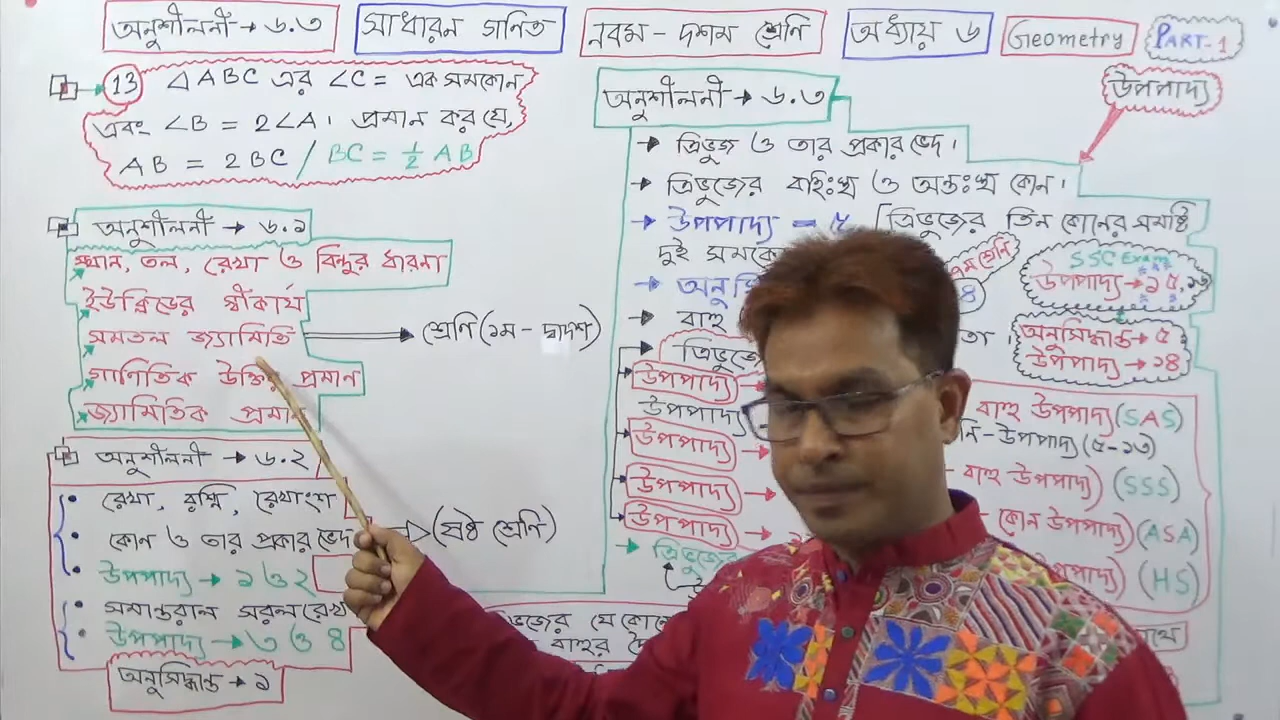 অনুশীলনী → ৬.৩
সাধারন গনিত
নবম - দশম শ্রেণি
অধ্যায় ৬
Geometry
PART-1
13 △ABC এর ∠C = এক সমকোন
এবং ∠B = 2∠A। প্রমান কর যে,
AB = 2BC / BC = ½ AB
অনুশীলনী → ৬.১
স্থান, তল, রেখা ও বিন্দুর ধারনা
ইউক্লিডের স্বীকার্য
সমতল জ্যামিতি
গাণিতিক উক্তির প্রমান
জ্যামিতিক প্রমান
শ্রেণি (১ম - দ্বাদশ)
অনুশীলনী → ৬.২
রেখা, রশ্মি, রেখাংশ
কোন ও তার প্রকার ভেদ
উপপাদ্য → ১ ও ২
সমান্তরাল সরলরেখা
উপপাদ্য → ৩ ও ৪
(ষষ্ঠ শ্রেণি)
অনুসিদ্ধান্ত → ১
অনুশীলনী → ৬.৩
উপপাদ্য
ত্রিভুজ ও তার প্রকার ভেদ।
ত্রিভুজের বহিঃস্থ ও অন্তঃস্থ কোন।
উপপাদ্য = ৫ [ত্রিভুজের তিন কোনের সমষ্টি
দুই সমকো
শ্রেণি
SSC Exam
উপপাদ্য → ১৫, ১৬
অনুসি
৪
বাহু
তা।
অনুসিদ্ধান্ত → ৫
উপপাদ্য → ১৪
ত্রিভুজে
উপপাদ্য → বাহু উপপাদ্য (SAS)
উপপাদ্য - উপপাদ্য (৫-১৩)
উপপাদ্য → - বাহু উপপাদ্য) (SSS)
উপপাদ্য → - কোন উপপাদ্য) (ASA)
উপপাদ্য → উপপাদ্য) (HS)
ত্রিভুজের
ভুজের যে কোনো
বাহুর দৈ